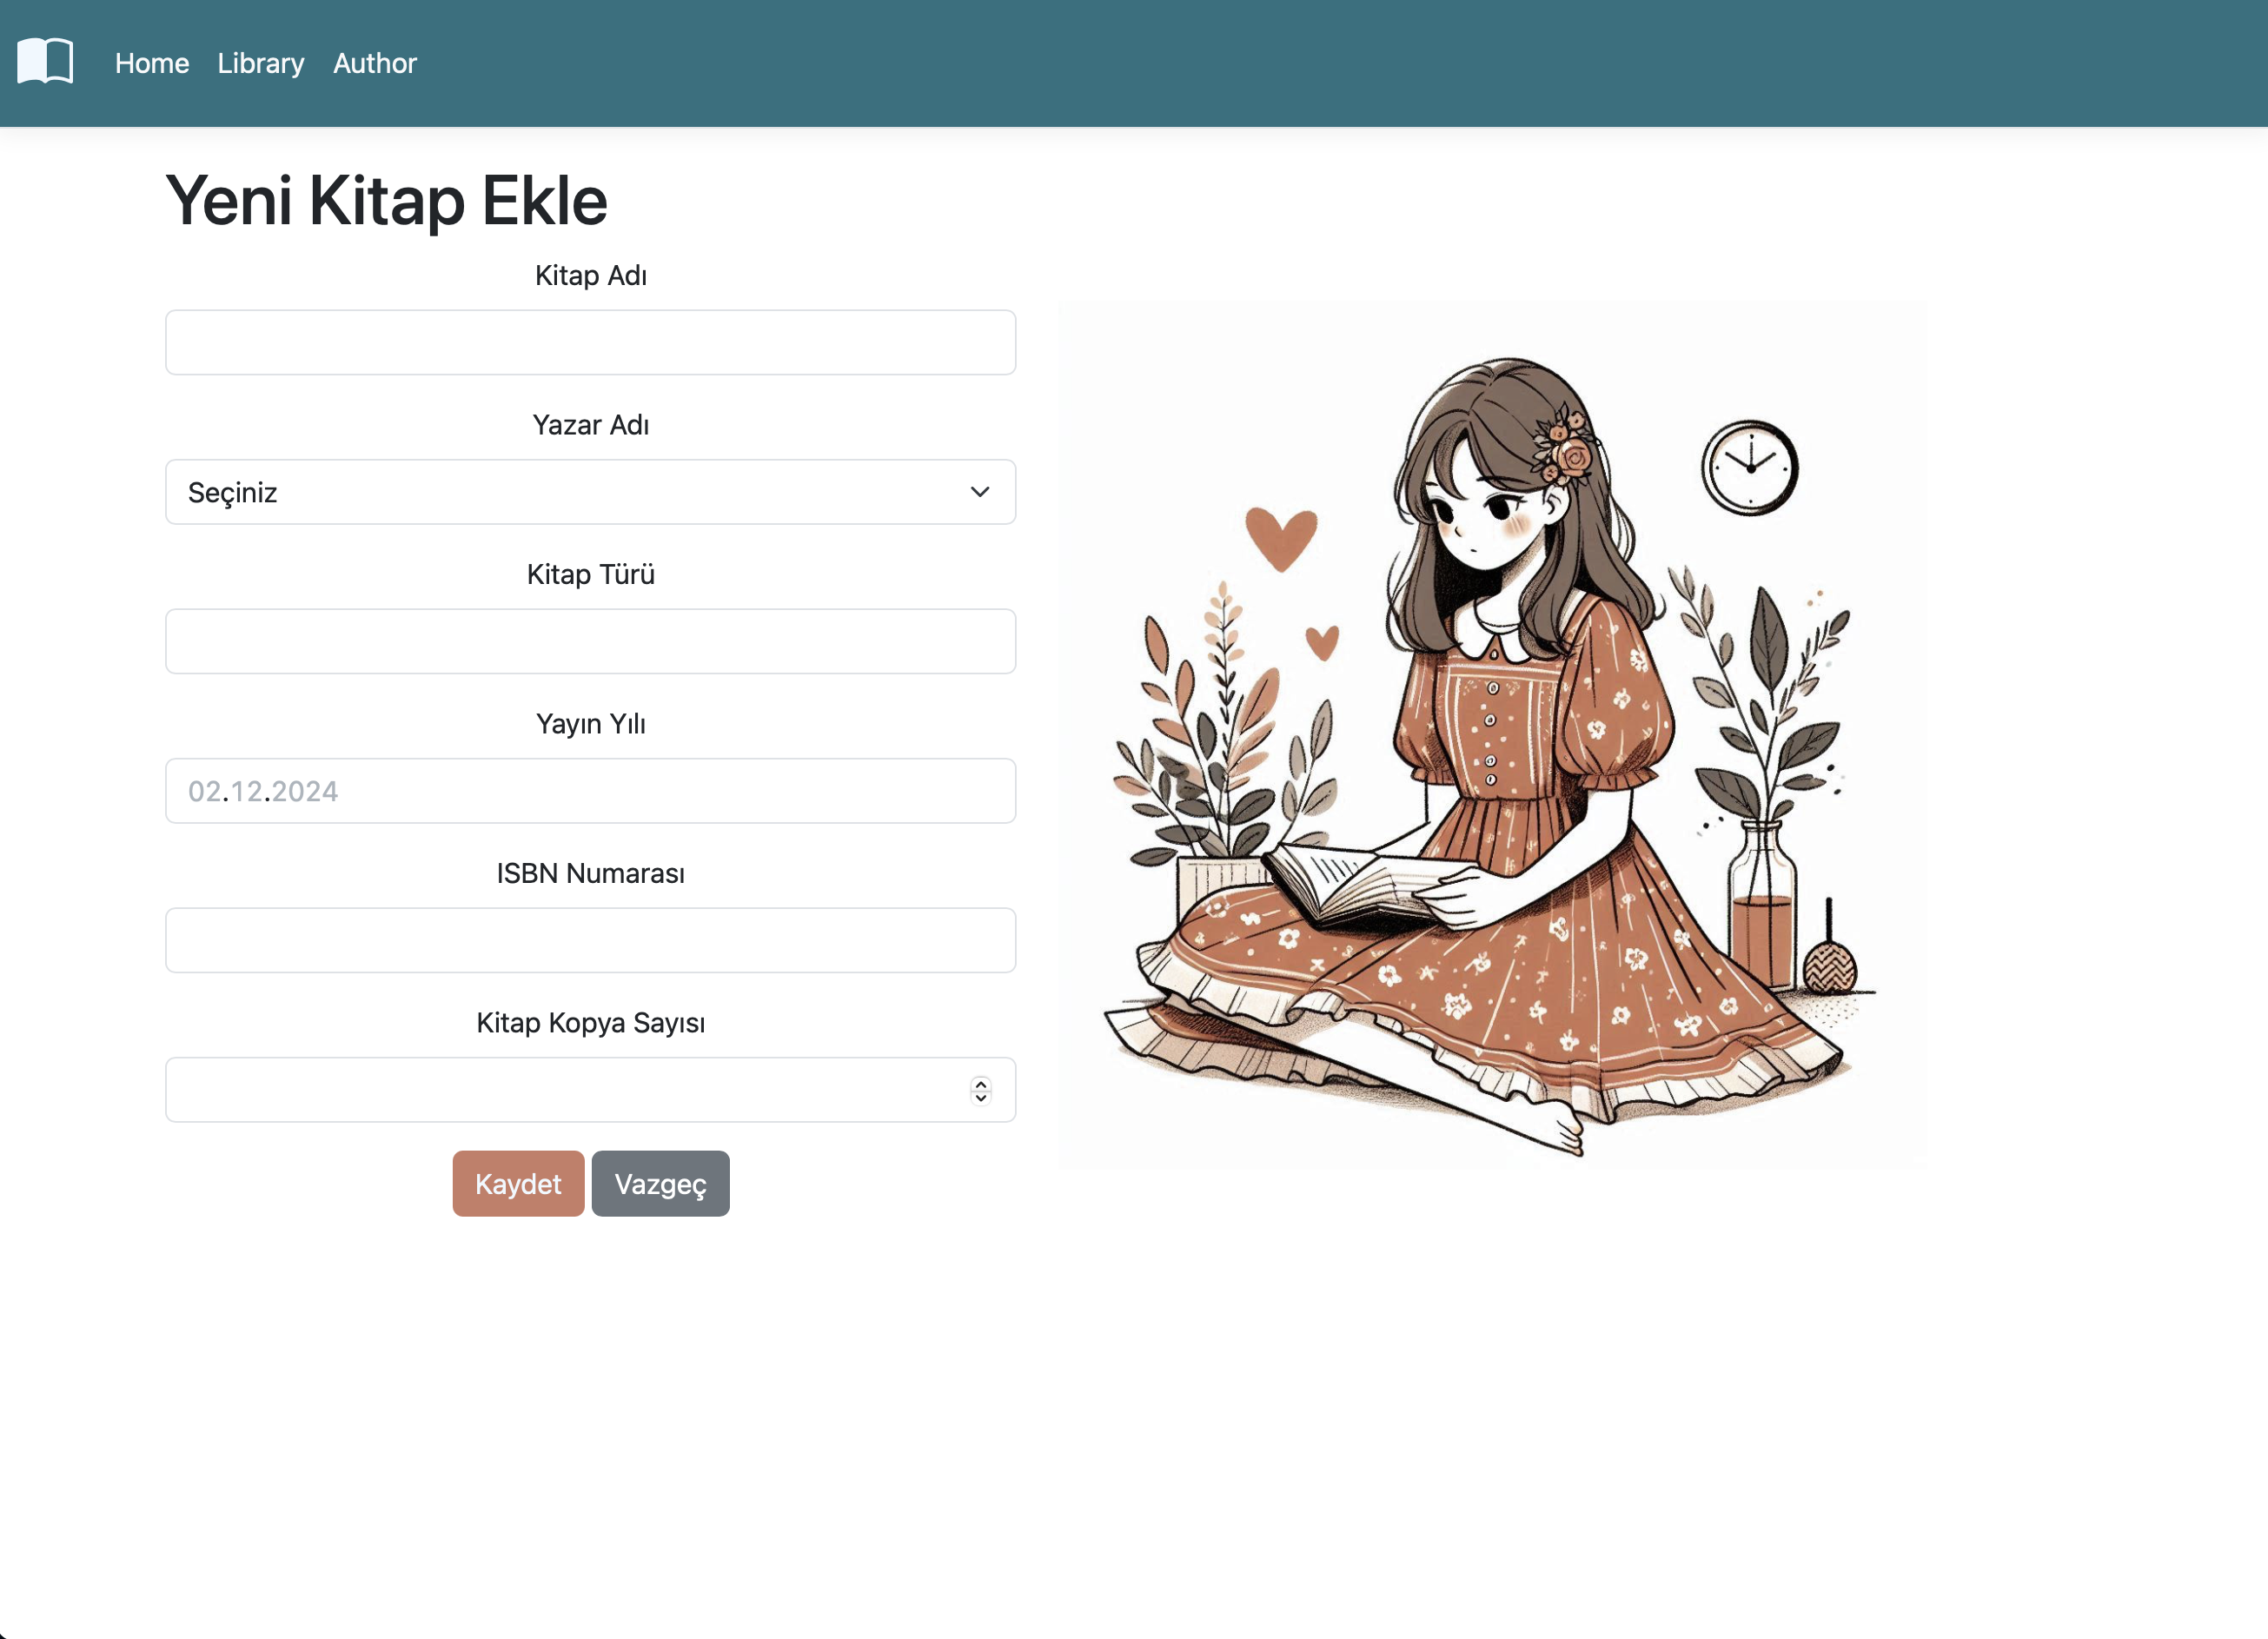 Home Library Author
Yeni Kitap Ekle
Kitap Adı
Yazar Adı
Seçiniz
Kitap Türü
Yayın Yılı
02.12.2024
ISBN Numarası
Kitap Kopya Sayısı
Kaydet Vazgeç